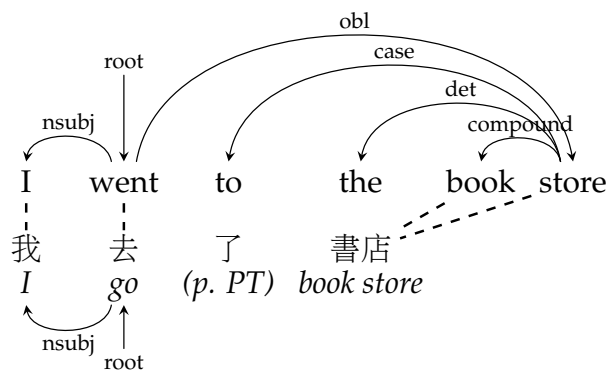 obl
case
root
det
nsubj
compound
I went to the book store
我 去 了 書店
I go (p. PT) book store
nsubj
root